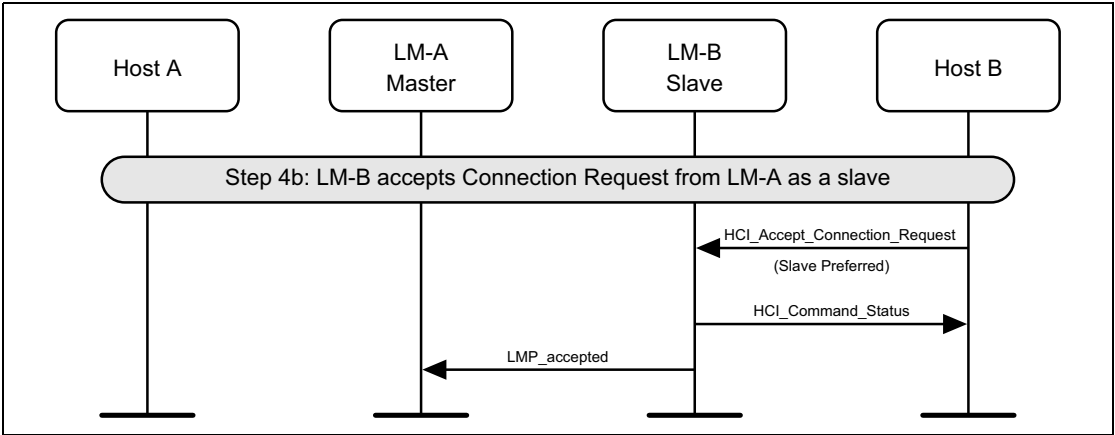 Host A
LM-A
Master
LM-B
Slave
Host B
Step 4b: LM-B accepts Connection Request from LM-A as a slave
HCI_Accept_Connection_Request
(Slave Preferred)
HCI_Command_Status
LMP_accepted